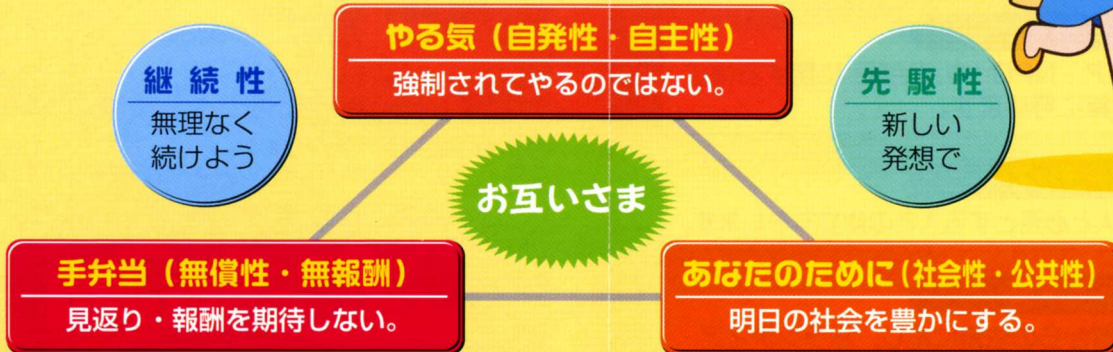 やる気（自発性・自主性）
強制されてやるのではない。
継続性
無理なく
続けよう
先駆性
新しい
発想で
お互いさま
手弁当（無償性・無報酬）
見返り・報酬を期待しない。
あなたのために（社会性・公共性）
明日の社会を豊かにする。